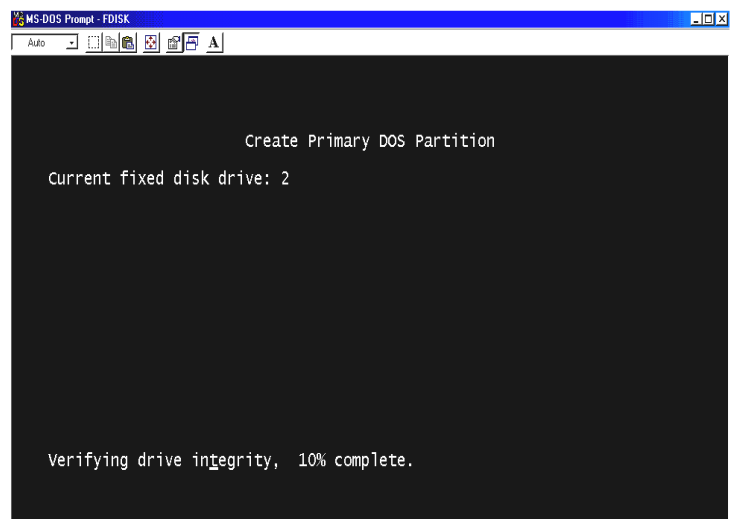 MS-DOS Prompt - FDISK
Auto
A
Create Primary DOS Partition
Current fixed disk drive: 2
Verifying drive integrity, 10% complete.